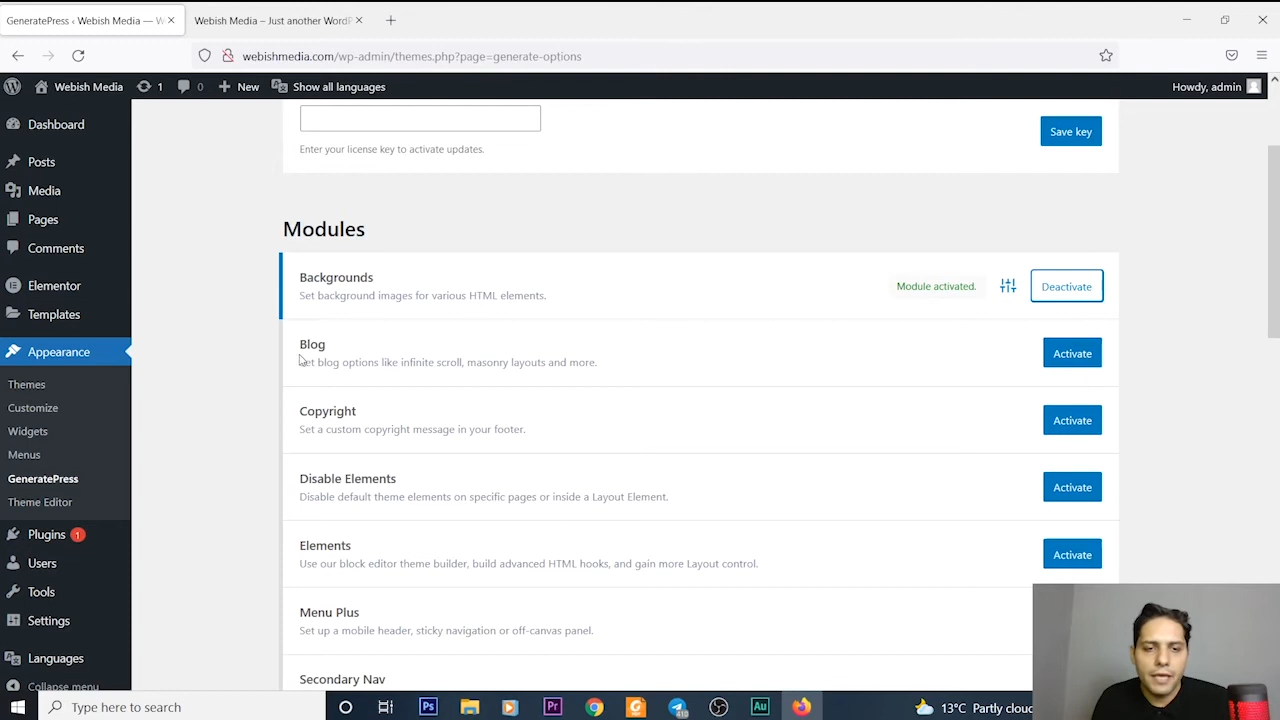 GeneratePress ‹ Webish Media — W
Webish Media – Just another WordP
webishmedia.com/wp-admin/themes.php?page=generate-options
Webish Media
1
0
New
Show all languages
Howdy, admin
Dashboard
Posts
Media
Pages
Comments
Elementor
Templates
Appearance
Themes
Customize
Widgets
Menus
GeneratePress
Theme Editor
Plugins 1
Users
Tools
Settings
Languages
Collapse menu
Save key
Enter your license key to activate updates.
Modules
Backgrounds
Set background images for various HTML elements.
Module activated.
Deactivate
Blog
Set blog options like infinite scroll, masonry layouts and more.
Activate
Copyright
Set a custom copyright message in your footer.
Activate
Disable Elements
Disable default theme elements on specific pages or inside a Layout Element.
Activate
Elements
Use our block editor theme builder, build advanced HTML hooks, and gain more Layout control.
Activate
Menu Plus
Set up a mobile header, sticky navigation or off-canvas panel.
Secondary Nav
Type here to search
Ps
Pr
410
Au
13°C Partly cloud